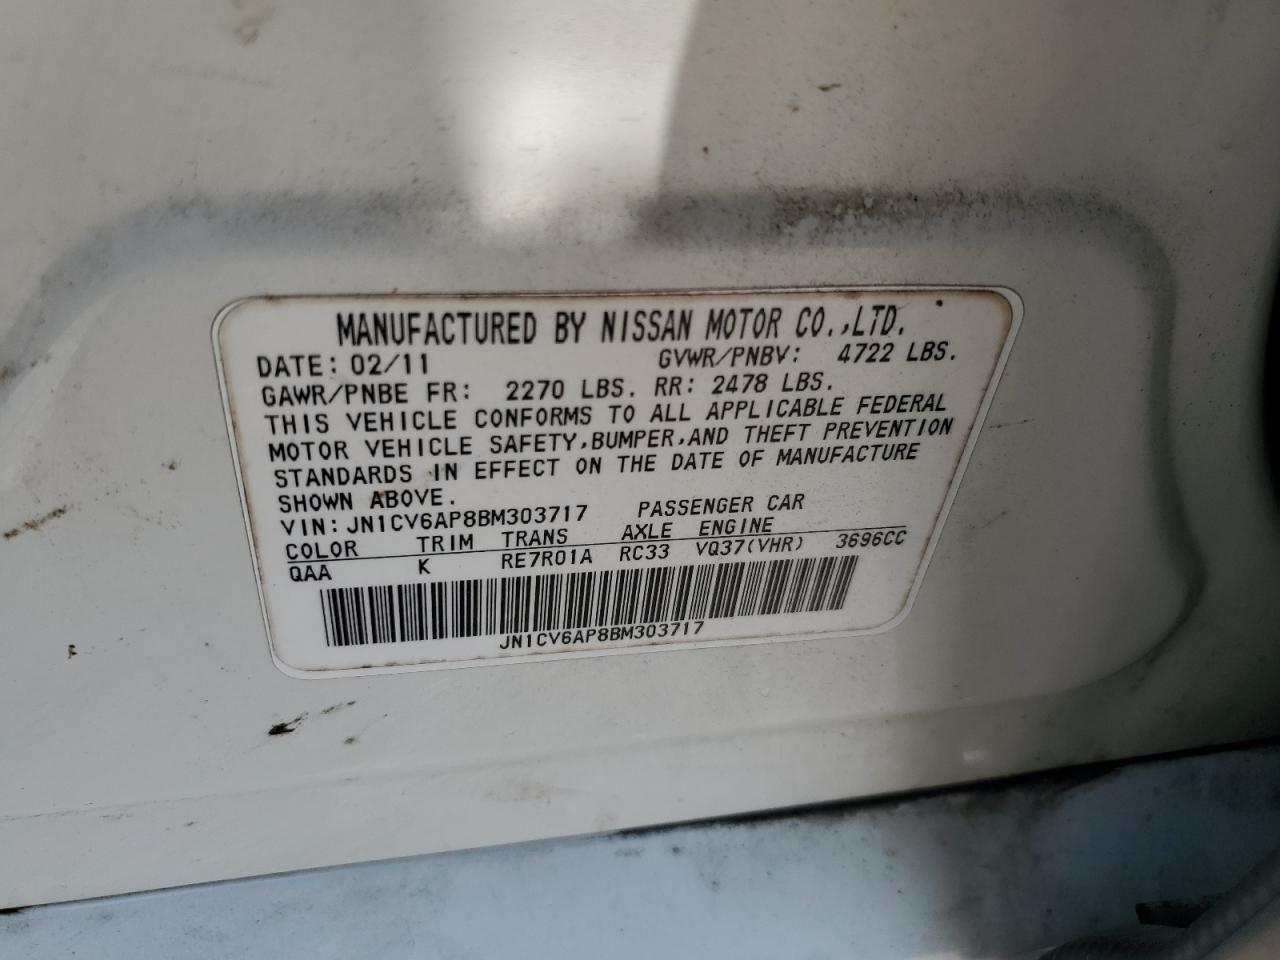 MANUFACTURED BY NISSAN MOTOR CO.,LTD.
DATE: 02/11 GVWR/PNBV: 4722 LBS.
GAWR/PNBE FR: 2270 LBS. RR: 2478 LBS.
THIS VEHICLE CONFORMS TO ALL APPLICABLE FEDERAL
MOTOR VEHICLE SAFETY,BUMPER,AND THEFT PREVENTION
STANDARDS IN EFFECT ON THE DATE OF MANUFACTURE
SHOWN ABOVE.
VIN: JN1CV6AP8BM303717 PASSENGER CAR
COLOR TRIM TRANS AXLE ENGINE
QAA K RE7R01A RC33 VQ37(VHR) 3696CC
JN1CV6AP8BM303717